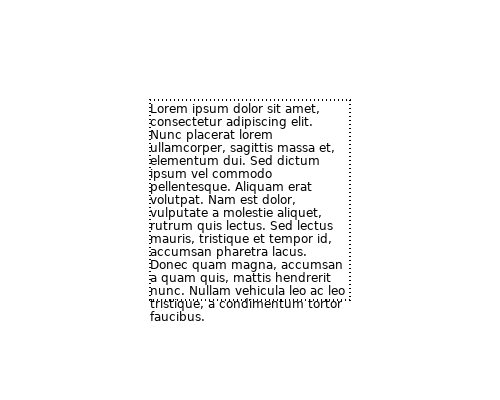 Lorem ipsum dolor sit amet,
consectetur adipiscing elit.
Nunc placerat lorem
ullamcorper, sagittis massa et,
elementum dui. Sed dictum
ipsum vel commodo
pellentesque. Aliquam erat
volutpat. Nam est dolor,
vulputate a molestie aliquet,
rutrum quis lectus. Sed lectus
mauris, tristique et tempor id,
accumsan pharetra lacus.
Donec quam magna, accumsan
a quam quis, mattis hendrerit
nunc. Nullam vehicula leo ac leo
tristique, a condimentum tortor
faucibus.